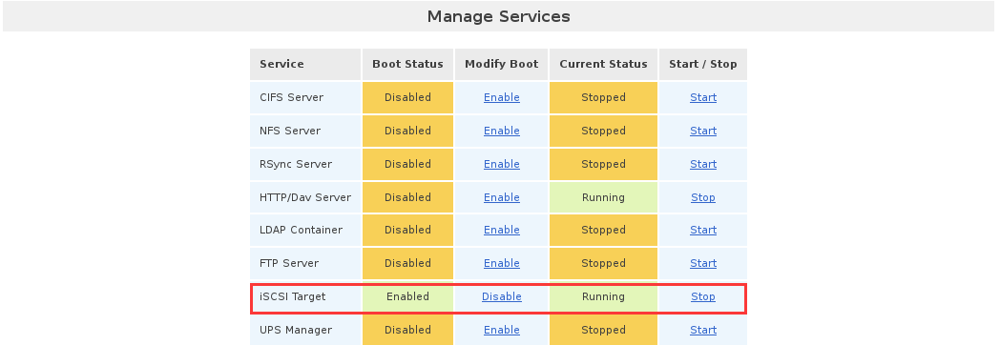 Manage Services
Service Boot Status Modify Boot Current Status Start / Stop
CIFS Server Disabled Enable Stopped Start
NFS Server Disabled Enable Stopped Start
RSync Server Disabled Enable Stopped Start
HTTP/Dav Server Disabled Enable Running Stop
LDAP Container Disabled Enable Stopped Start
FTP Server Disabled Enable Stopped Start
iSCSI Target Enabled Disable Running Stop
UPS Manager Disabled Enable Stopped Start